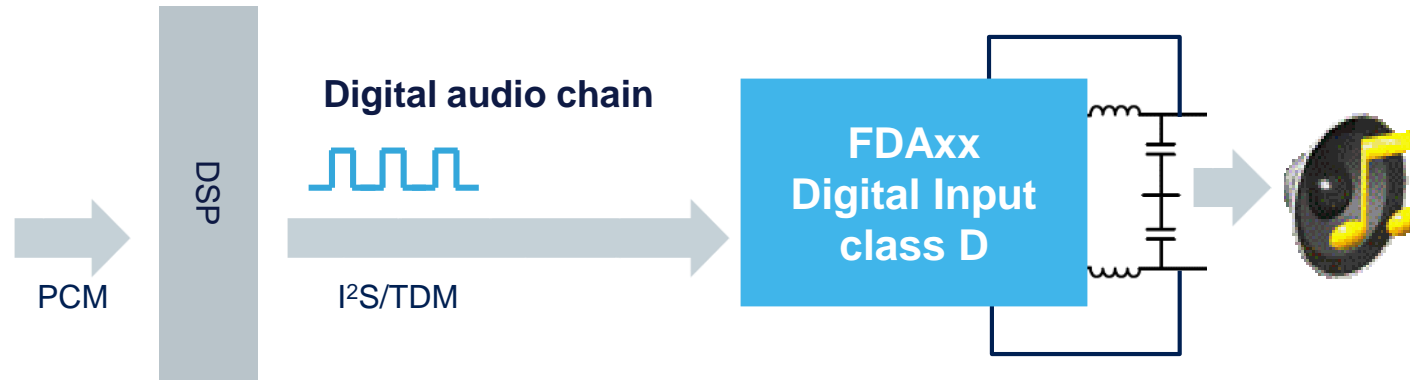 PCM
DSP
Digital audio chain
I²S/TDM
FDAxx
Digital Input
class D